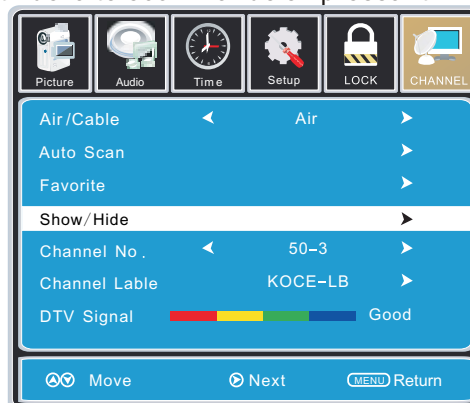 Picture Audio Time Setup LOCK CHANNEL
Air/Cable Air
Auto Scan
Favorite
Show/Hide
Channel No. 50-3
Channel Lable KOCE-LB
DTV Signal Good
Move Next MENU Return